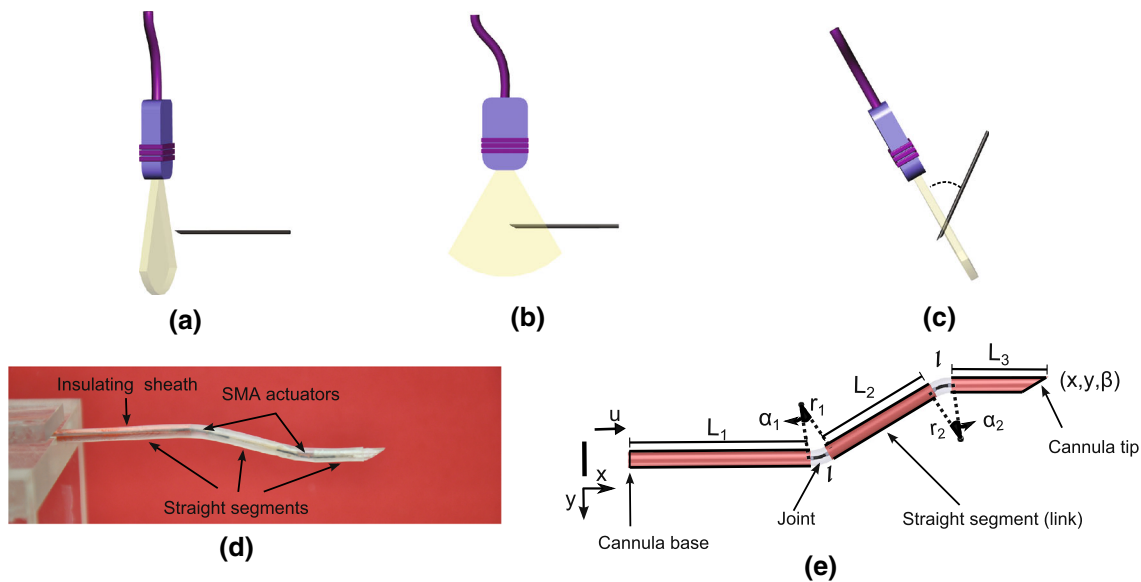 (a)
(b)
(c)
Insulating sheath
SMA actuators
Straight segments
(d)
u
x
y
L1
α1
r1
l
L2
l
r2
α2
L3
(x,y,β)
Cannula tip
Straight segment (link)
Joint
Cannula base
(e)